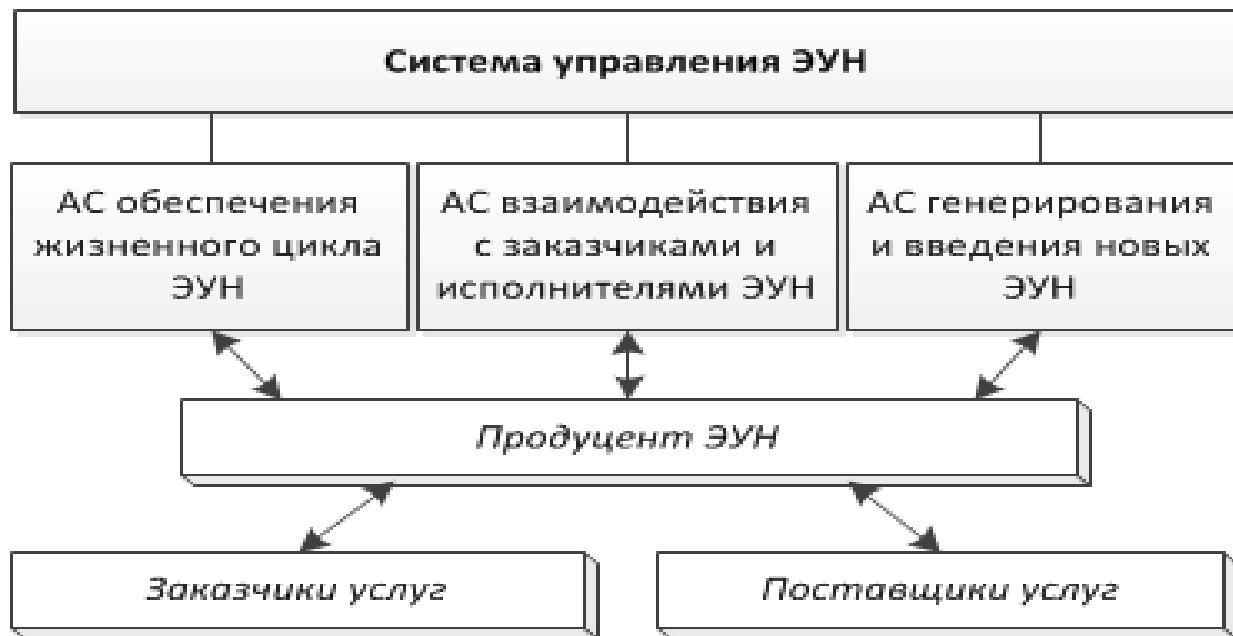 Система управления ЭУН
АС обеспечения
жизненного цикла
ЭУН
АС взаимодействия
с заказчиками и
исполнителями ЭУН
АС генерирования
и введения новых
ЭУН
Продуцент ЭУН
Заказчики услуг
Поставщики услуг